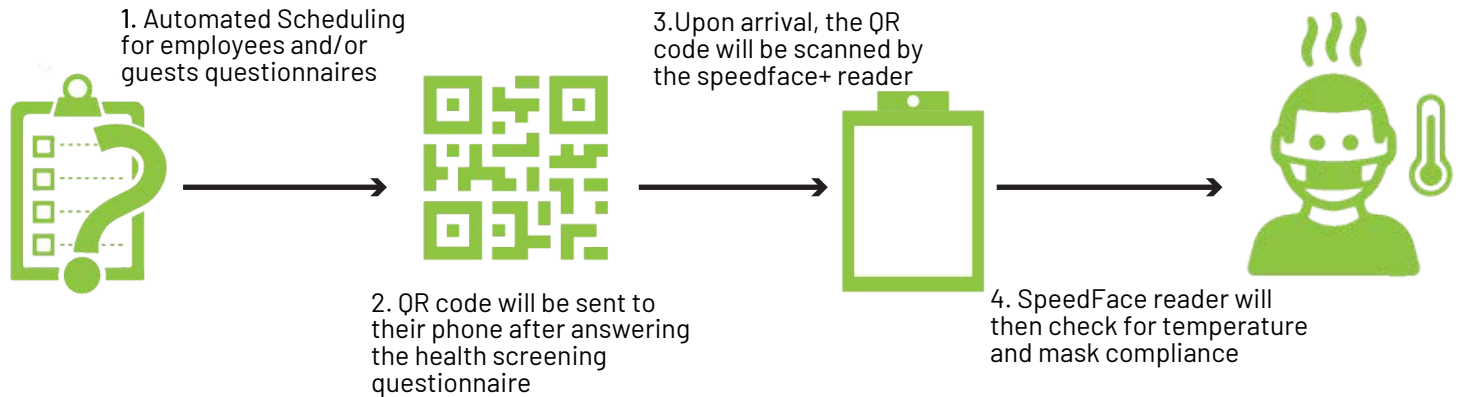 1. Automated Scheduling
for employees and/or
guests questionnaires
2. QR code will be sent to
their phone after answering
the health screening
questionnaire
3.Upon arrival, the QR
code will be scanned by
the speedface+ reader
4. SpeedFace reader will
then check for temperature
and mask compliance